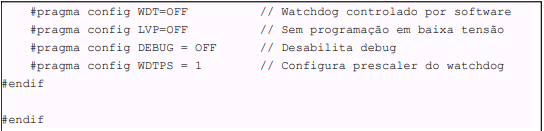 #pragma config WDT=OFF // Watchdog controlado por software
#pragma config LVP=OFF // Sem programação em baixa tensão
#pragma config DEBUG = OFF // Desabilita debug
#pragma config WDTPS = 1 // Configura prescaler do watchdog
#endif
#endif